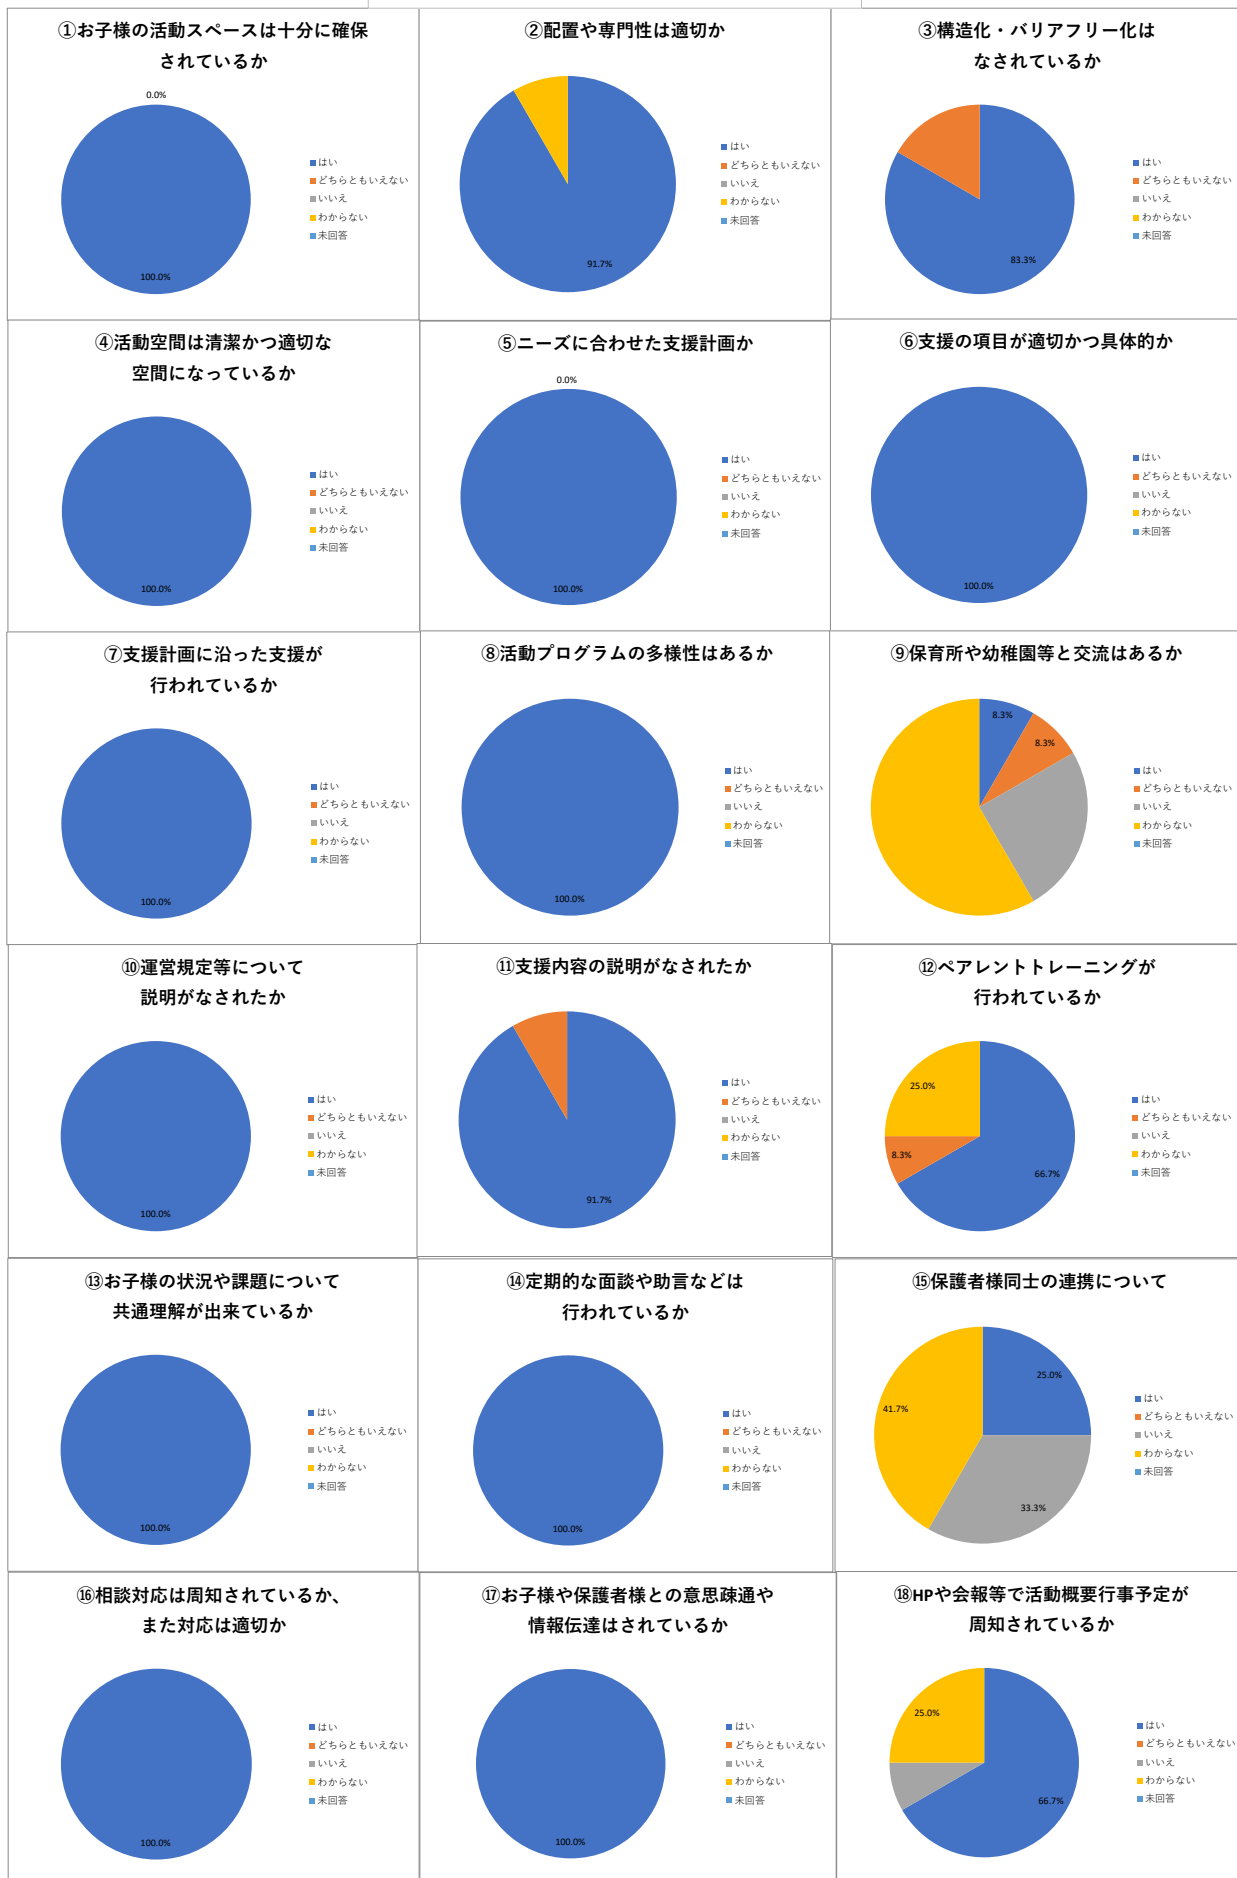 ①お子様の活動スペースは十分に確保
されているか
0.0%
100.0%
はい
どちらともいえない
いいえ
わからない
未回答
②配置や専門性は適切か
91.7%
はい
どちらともいえない
いいえ
わからない
未回答
③構造化・バリアフリー化は
なされているか
83.3%
はい
どちらともいえない
いいえ
わからない
未回答
④活動空間は清潔かつ適切な
空間になっているか
100.0%
はい
どちらともいえない
いいえ
わからない
未回答
⑤ニーズに合わせた支援計画か
0.0%
100.0%
はい
どちらともいえない
いいえ
わからない
未回答
⑥支援の項目が適切かつ具体的か
100.0%
はい
どちらともいえない
いいえ
わからない
未回答
⑦支援計画に沿った支援が
行われているか
100.0%
はい
どちらともいえない
いいえ
わからない
未回答
⑧活動プログラムの多様性はあるか
100.0%
はい
どちらともいえない
いいえ
わからない
未回答
⑨保育所や幼稚園等と交流はあるか
8.3%
8.3%
はい
どちらともいえない
いいえ
わからない
未回答
⑩運営規定等について
説明がなされたか
100.0%
はい
どちらともいえない
いいえ
わからない
未回答
⑪支援内容の説明がなされたか
91.7%
はい
どちらともいえない
いいえ
わからない
未回答
⑫ペアレントトレーニングが
行われているか
25.0%
8.3%
66.7%
はい
どちらともいえない
いいえ
わからない
未回答
⑬お子様の状況や課題について
共通理解が出来ているか
100.0%
はい
どちらともいえない
いいえ
わからない
未回答
⑭定期的な面談や助言などは
行われているか
100.0%
はい
どちらともいえない
いいえ
わからない
未回答
⑮保護者様同士の連携について
25.0%
41.7%
33.3%
はい
どちらともいえない
いいえ
わからない
未回答
⑯相談対応は周知されているか、
また対応は適切か
100.0%
はい
どちらともいえない
いいえ
わからない
未回答
⑰お子様や保護者様との意思疎通や
情報伝達はされているか
100.0%
はい
どちらともいえない
いいえ
わからない
未回答
⑱HPや会報等で活動概要行事予定が
周知されているか
25.0%
66.7%
はい
どちらともいえない
いいえ
わからない
未回答